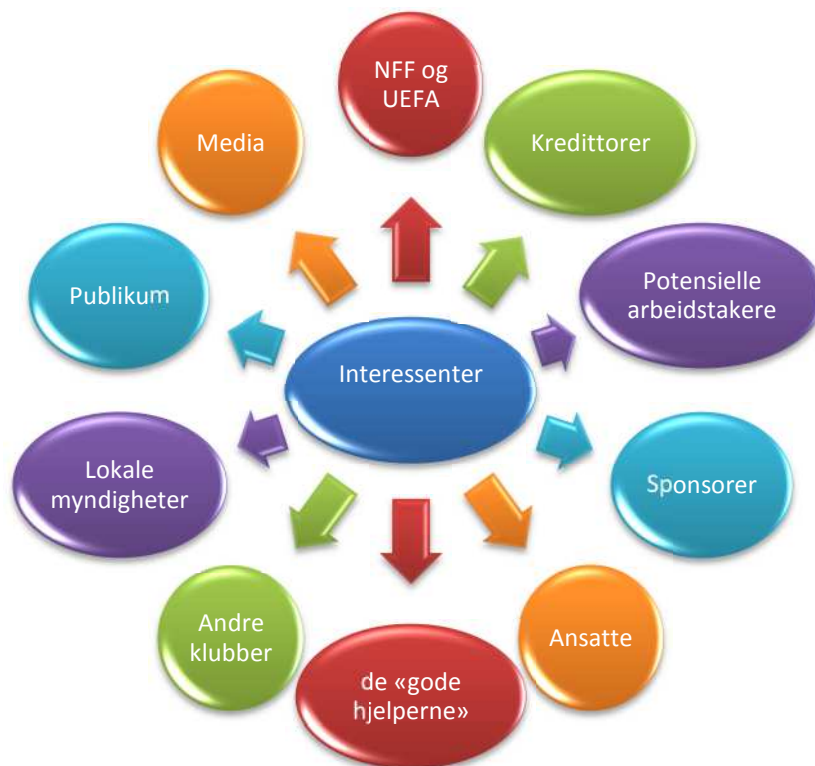 NFF og
UEFA
Kredittorer
Potensielle
arbeidstakere
Sponsorer
Ansatte
de «gode
hjelperne»
Andre
klubber
Lokale
myndigheter
Publikum
Media
Interessenter